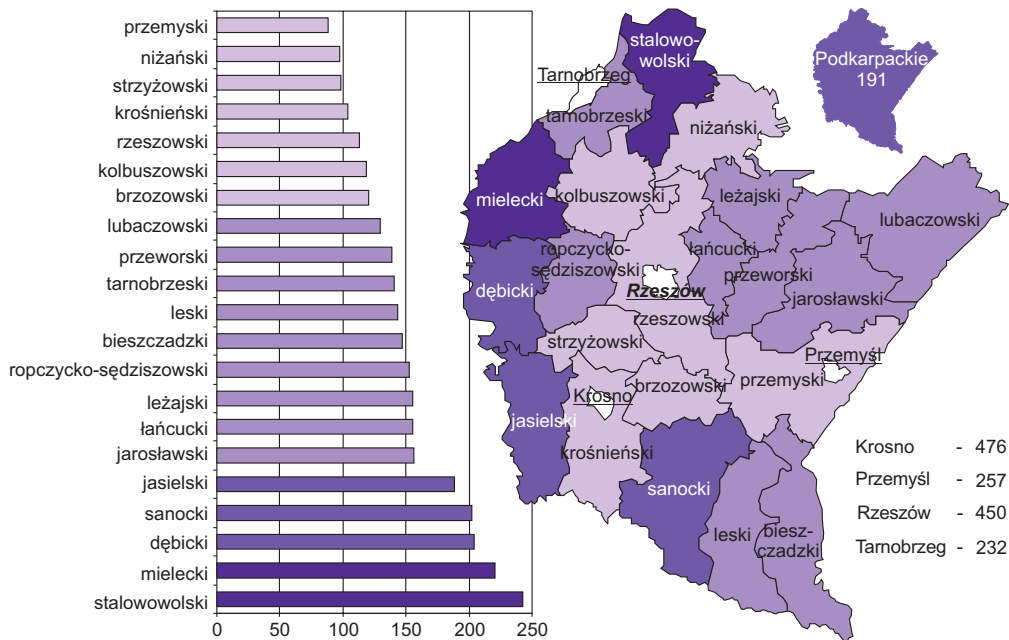 przemyski
niżański
strzyżowski
krośnieński
rzeszowski
kolbuszowski
brzozowski
lubaczowski
przeworski
tarnobrzeski
leski
bieszczadzki
ropczycko-sędziszowski
leżajski
łańcucki
jarosławski
jasielski
sanocki
dębicki
mielecki
stalowowolski
0 50 100 150 200 250
stalowo-
wolski
Tarnobrzeg
tarnobrzeski
niżański
mielecki
kolbuszowski
leżajski
lubaczowski
ropczycko-
sędziszowski
łańcucki
przeworski
jarosławski
dębicki
Rzeszów
rzeszowski
strzyżowski
Przemyśl
przemyski
brzozowski
Krosno
jasielski
krośnieński
sanocki
leski
biesz-
czadzki
Podkarpackie
191
Krosno - 476
Przemyśl - 257
Rzeszów - 450
Tarnobrzeg - 232